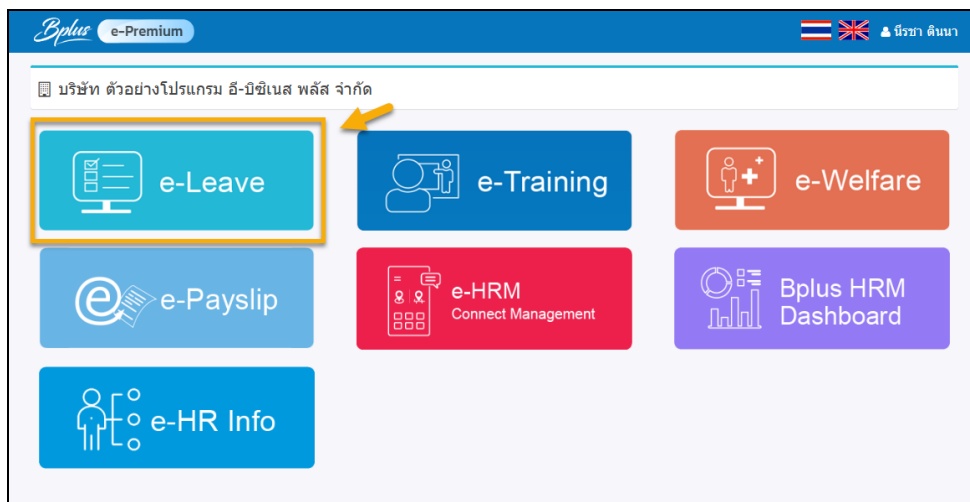 Bplus e-Premium นีรชา ดินนา
บริษัท ตัวอย่างโปรแกรม อี-บิซิเนส พลัส จำกัด
e-Leave
e-Training
e-Welfare
e-Payslip
e-HRM
Connect Management
Bplus HRM
Dashboard
e-HR Info